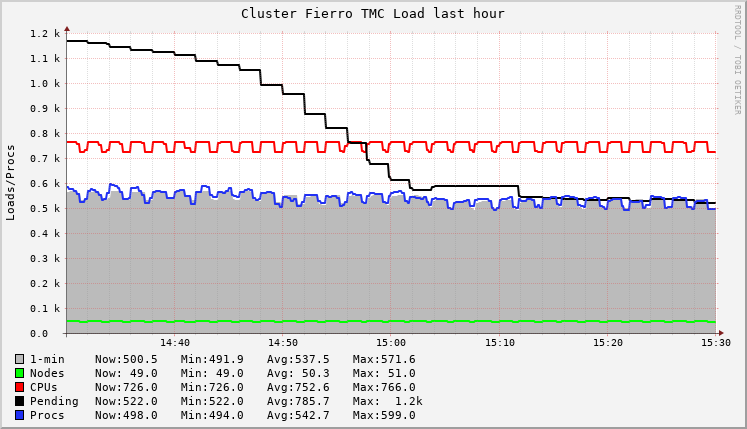 Cluster Fierro TMC Load last hour
RRDTOOL / TOBI OETIKER
Loads/Procs
1.2 k
1.1 k
1.0 k
0.9 k
0.8 k
0.7 k
0.6 k
0.5 k
0.4 k
0.3 k
0.2 k
0.1 k
0.0
14:40 14:50 15:00 15:10 15:20 15:30
1-min Now:500.5 Min:491.9 Avg:537.5 Max:571.6
Nodes Now: 49.0 Min: 49.0 Avg: 50.3 Max: 51.0
CPUs Now:726.0 Min:726.0 Avg:752.6 Max:766.0
Pending Now:522.0 Min:522.0 Avg:785.7 Max: 1.2k
Procs Now:498.0 Min:494.0 Avg:542.7 Max:599.0